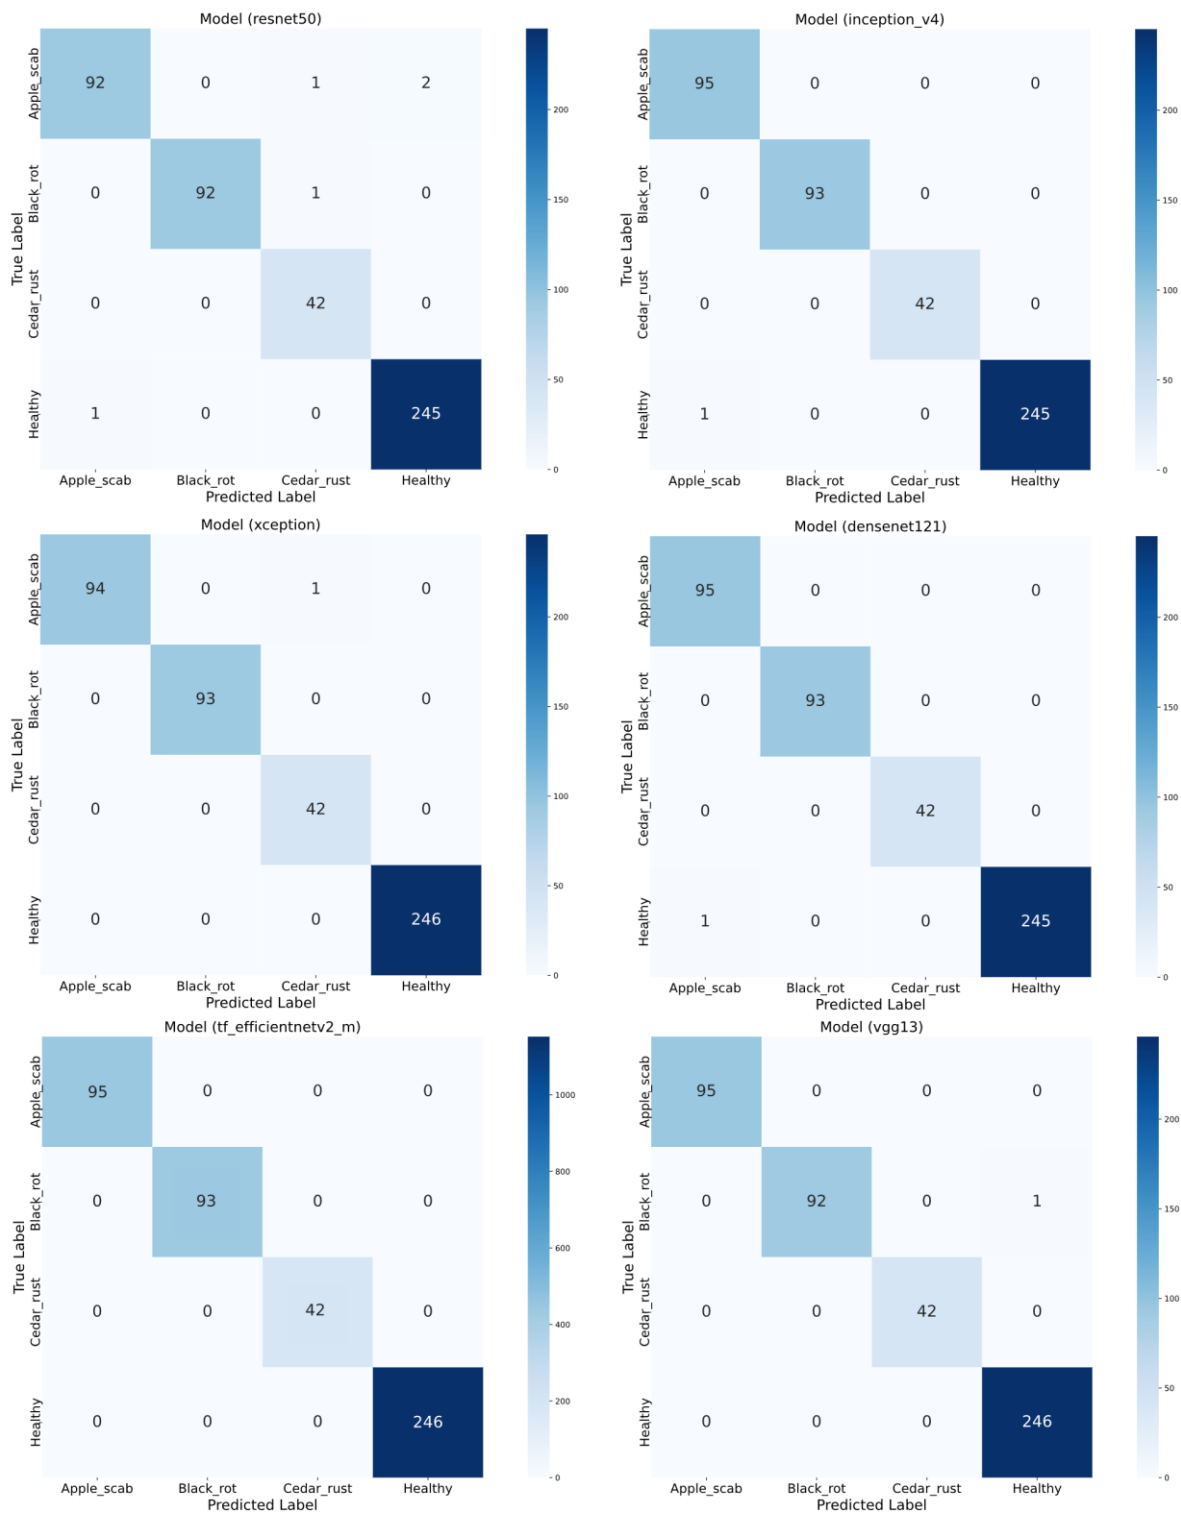 Model (resnet50)
True Label
Apple_scab
Black_rot
Cedar_rust
Healthy
92 0 1 2
0 92 1 0
0 0 42 0
1 0 0 245
Apple_scab Black_rot Cedar_rust Healthy
Predicted Label
200
150
100
50
0
Model (inception_v4)
True Label
Apple_scab
Black_rot
Cedar_rust
Healthy
95 0 0 0
0 93 0 0
0 0 42 0
1 0 0 245
Apple_scab Black_rot Cedar_rust Healthy
Predicted Label
200
150
100
50
0
Model (xception)
True Label
Apple_scab
Black_rot
Cedar_rust
Healthy
94 0 1 0
0 93 0 0
0 0 42 0
0 0 0 246
Apple_scab Black_rot Cedar_rust Healthy
Predicted Label
200
150
100
50
0
Model (densenet121)
True Label
Apple_scab
Black_rot
Cedar_rust
Healthy
95 0 0 0
0 93 0 0
0 0 42 0
1 0 0 245
Apple_scab Black_rot Cedar_rust Healthy
Predicted Label
200
150
100
50
0
Model (tf_efficientnetv2_m)
True Label
Apple_scab
Black_rot
Cedar_rust
Healthy
95 0 0 0
0 93 0 0
0 0 42 0
0 0 0 246
Apple_scab Black_rot Cedar_rust Healthy
Predicted Label
1000
800
600
400
200
0
Model (vgg13)
True Label
Apple_scab
Black_rot
Cedar_rust
Healthy
95 0 0 0
0 92 0 1
0 0 42 0
0 0 0 246
Apple_scab Black_rot Cedar_rust Healthy
Predicted Label
200
150
100
50
0